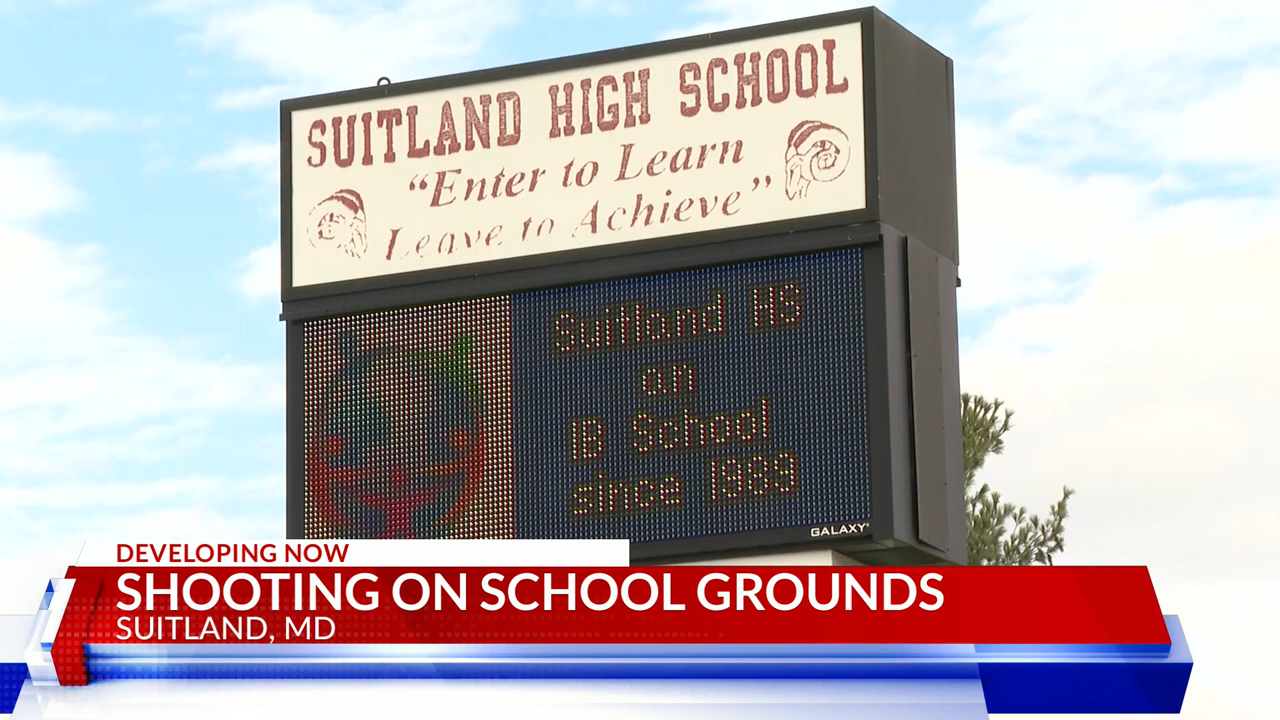 SUITLAND HIGH SCHOOL
“Enter to Learn
Leave to Achieve”
Suitland HS
an
IB School
since 1989
GALAXY
DEVELOPING NOW
SHOOTING ON SCHOOL GROUNDS
SUITLAND, MD